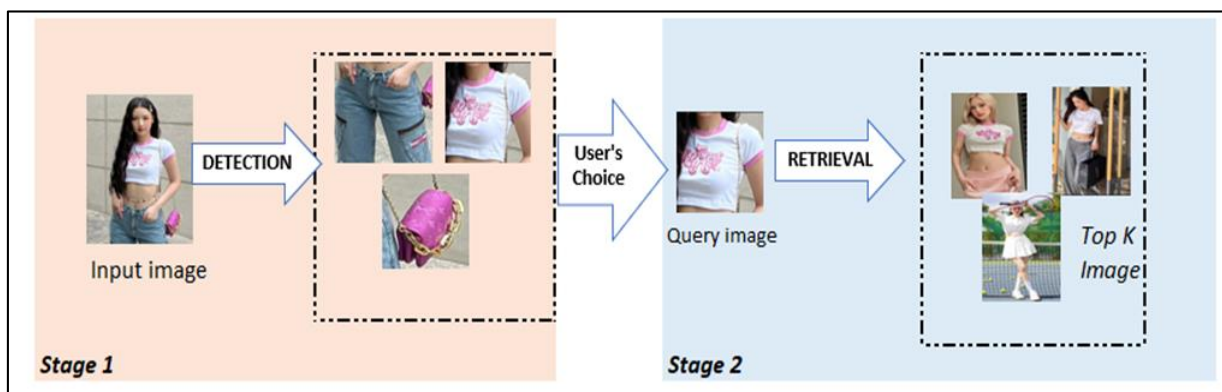 Input image
DETECTION
Stage 1
User's
Choice
Query image
RETRIEVAL
Top K
Image
Stage 2